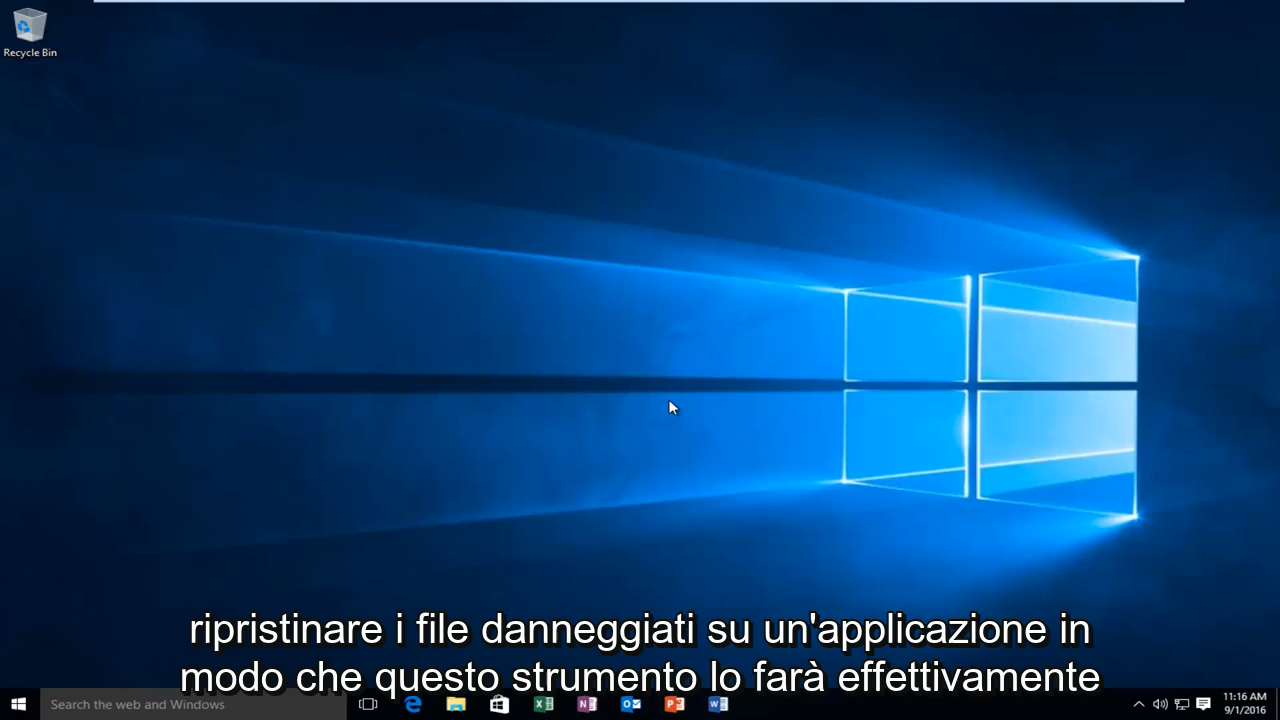 Recycle Bin
ripristinare i file danneggiati su un'applicazione in
modo che questo strumento lo farà effettivamente
Search the web and Windows
11:16 AM
9/1/2016